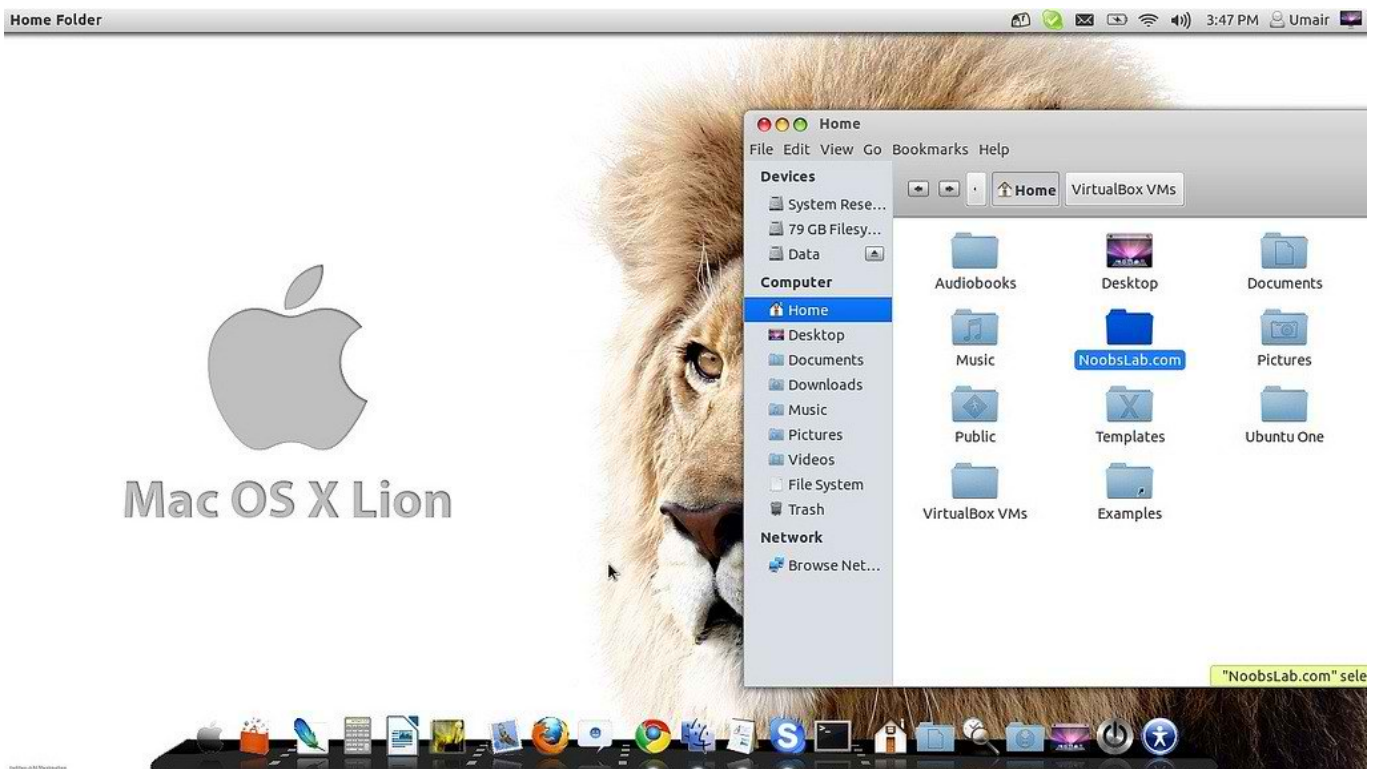 Home Folder
3:47 PM Umair
Home
File Edit View Go Bookmarks Help
Devices
System Rese...
79 GB Filesy...
Data
Computer
Home
Desktop
Documents
Downloads
Music
Pictures
Videos
File System
Trash
Network
Browse Net...
Home VirtualBox VMs
Audiobooks Desktop Documents
Music NoobsLab.com Pictures
Public Templates Ubuntu One
VirtualBox VMs Examples
"NoobsLab.com" sele
Mac OS X Lion